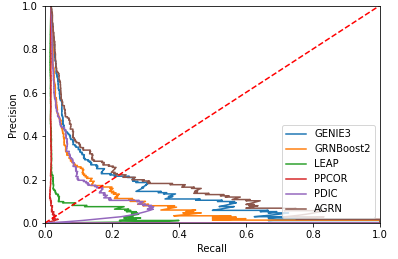 1.0
0.8
0.6
0.4
0.2
0.0
Precision
GENIE3
GRNBoost2
LEAP
PPCOR
PDIC
AGRN
0.0 0.2 0.4 0.6 0.8 1.0
Recall